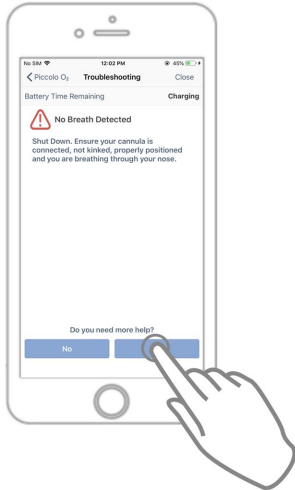 No SIM 12:02 PM 45%
Piccolo O₂ Troubleshooting Close
Battery Time Remaining Charging
No Breath Detected
Shut Down. Ensure your cannula is
connected, not kinked, properly positioned
and you are breathing through your nose.
Do you need more help?
No